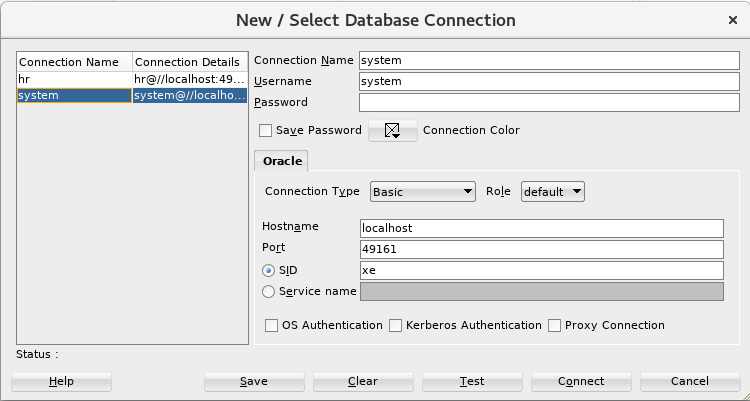 New / Select Database Connection
Connection Name Connection Details
hr hr@//localhost:49...
system system@//localho...
Connection Name system
Username system
Password
Save Password Connection Color
Oracle
Connection Type Basic Role default
Hostname localhost
Port 49161
SID xe
Service name
OS Authentication Kerberos Authentication Proxy Connection
Status :
Help Save Clear Test Connect Cancel